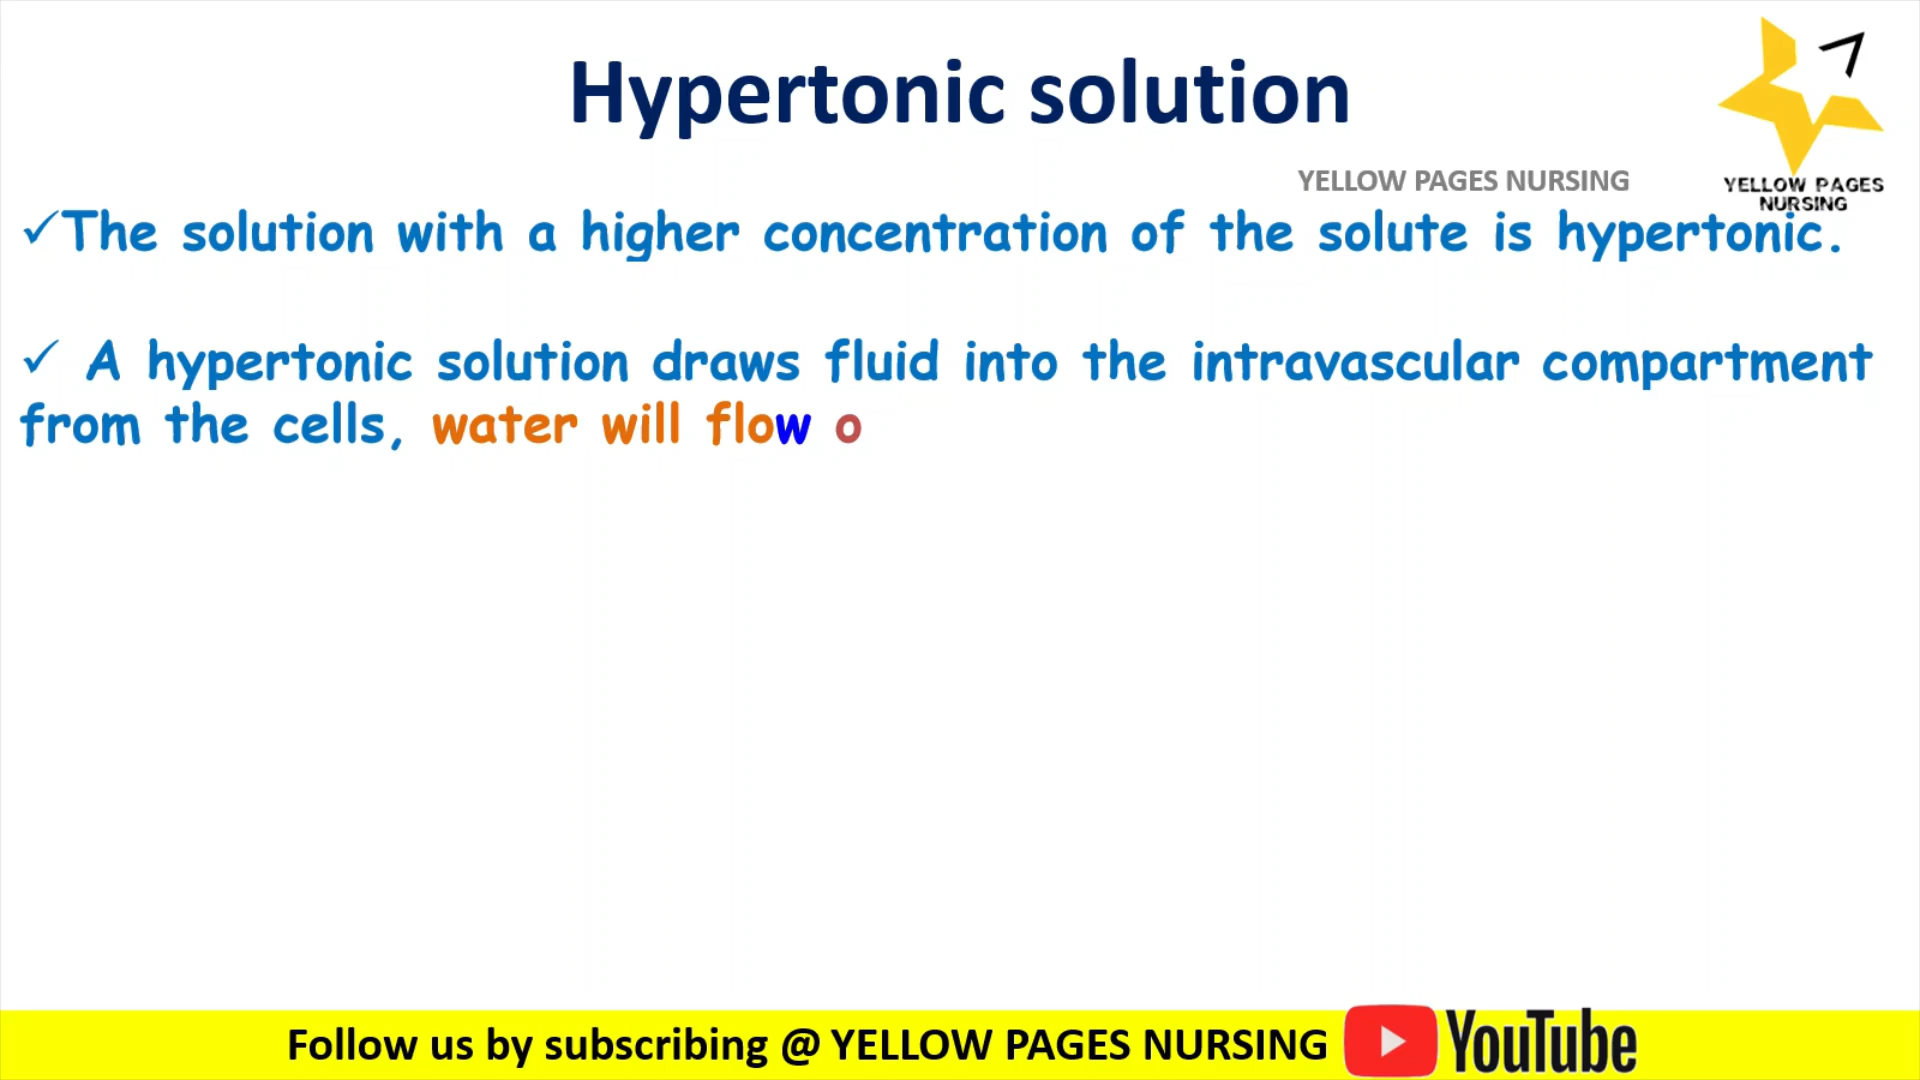 Hypertonic solution
YELLOW PAGES NURSING
YELLOW PAGES
NURSING
✓The solution with a higher concentration of the solute is hypertonic.
✓ A hypertonic solution draws fluid into the intravascular compartment
from the cells, water will flow o
Follow us by subscribing @ YELLOW PAGES NURSING YouTube